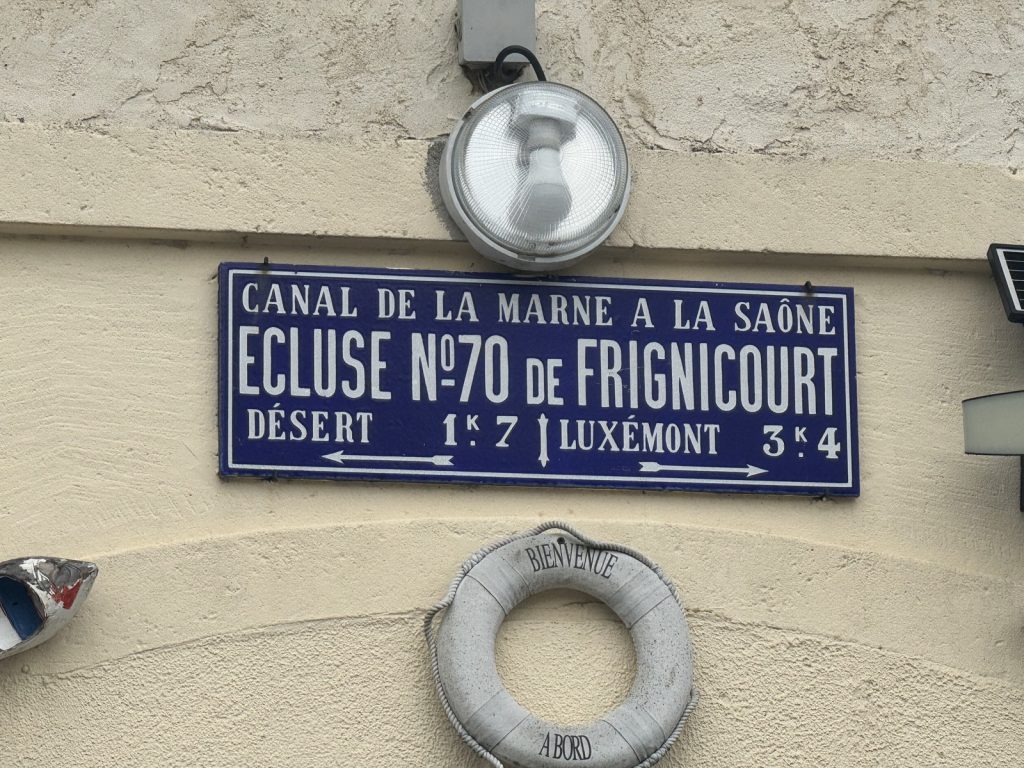 CANAL DE LA MARNE A LA SAÔNE
ECLUSE Nº70 DE FRIGNICOURT
DÉSERT 1K.7 LUXÉMONT 3K.4
BIENVENUE
A BORD